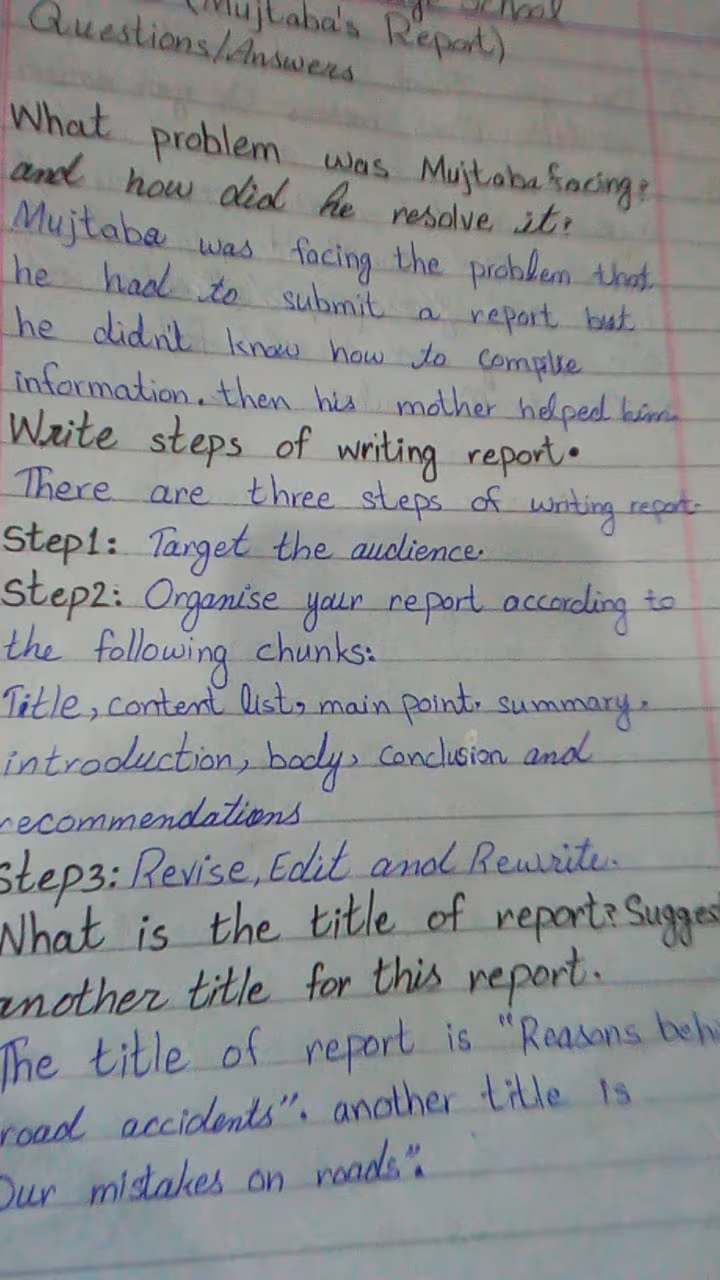 School
(Mujtaba's Report)
Questions/Answers
What problem was Mujtaba facing?
and how did he resolve it?
Mujtaba was facing the problem that
he had to submit a report but
he didn't know how to complie
information. then his mother helped him
Write steps of writing report.
There are three steps of writing report.
Step1: Target the audience.
Step2: Organise your report according to
the following chunks:
Title, content list, main point, summary,
introduction, body, conclusion and
recommendations
Step3: Revise, Edit and Rewrite.
What is the title of report? Sugges
another title for this report.
The title of report is "Reasons behi
road accidents". another title is
Our mistakes on roads".